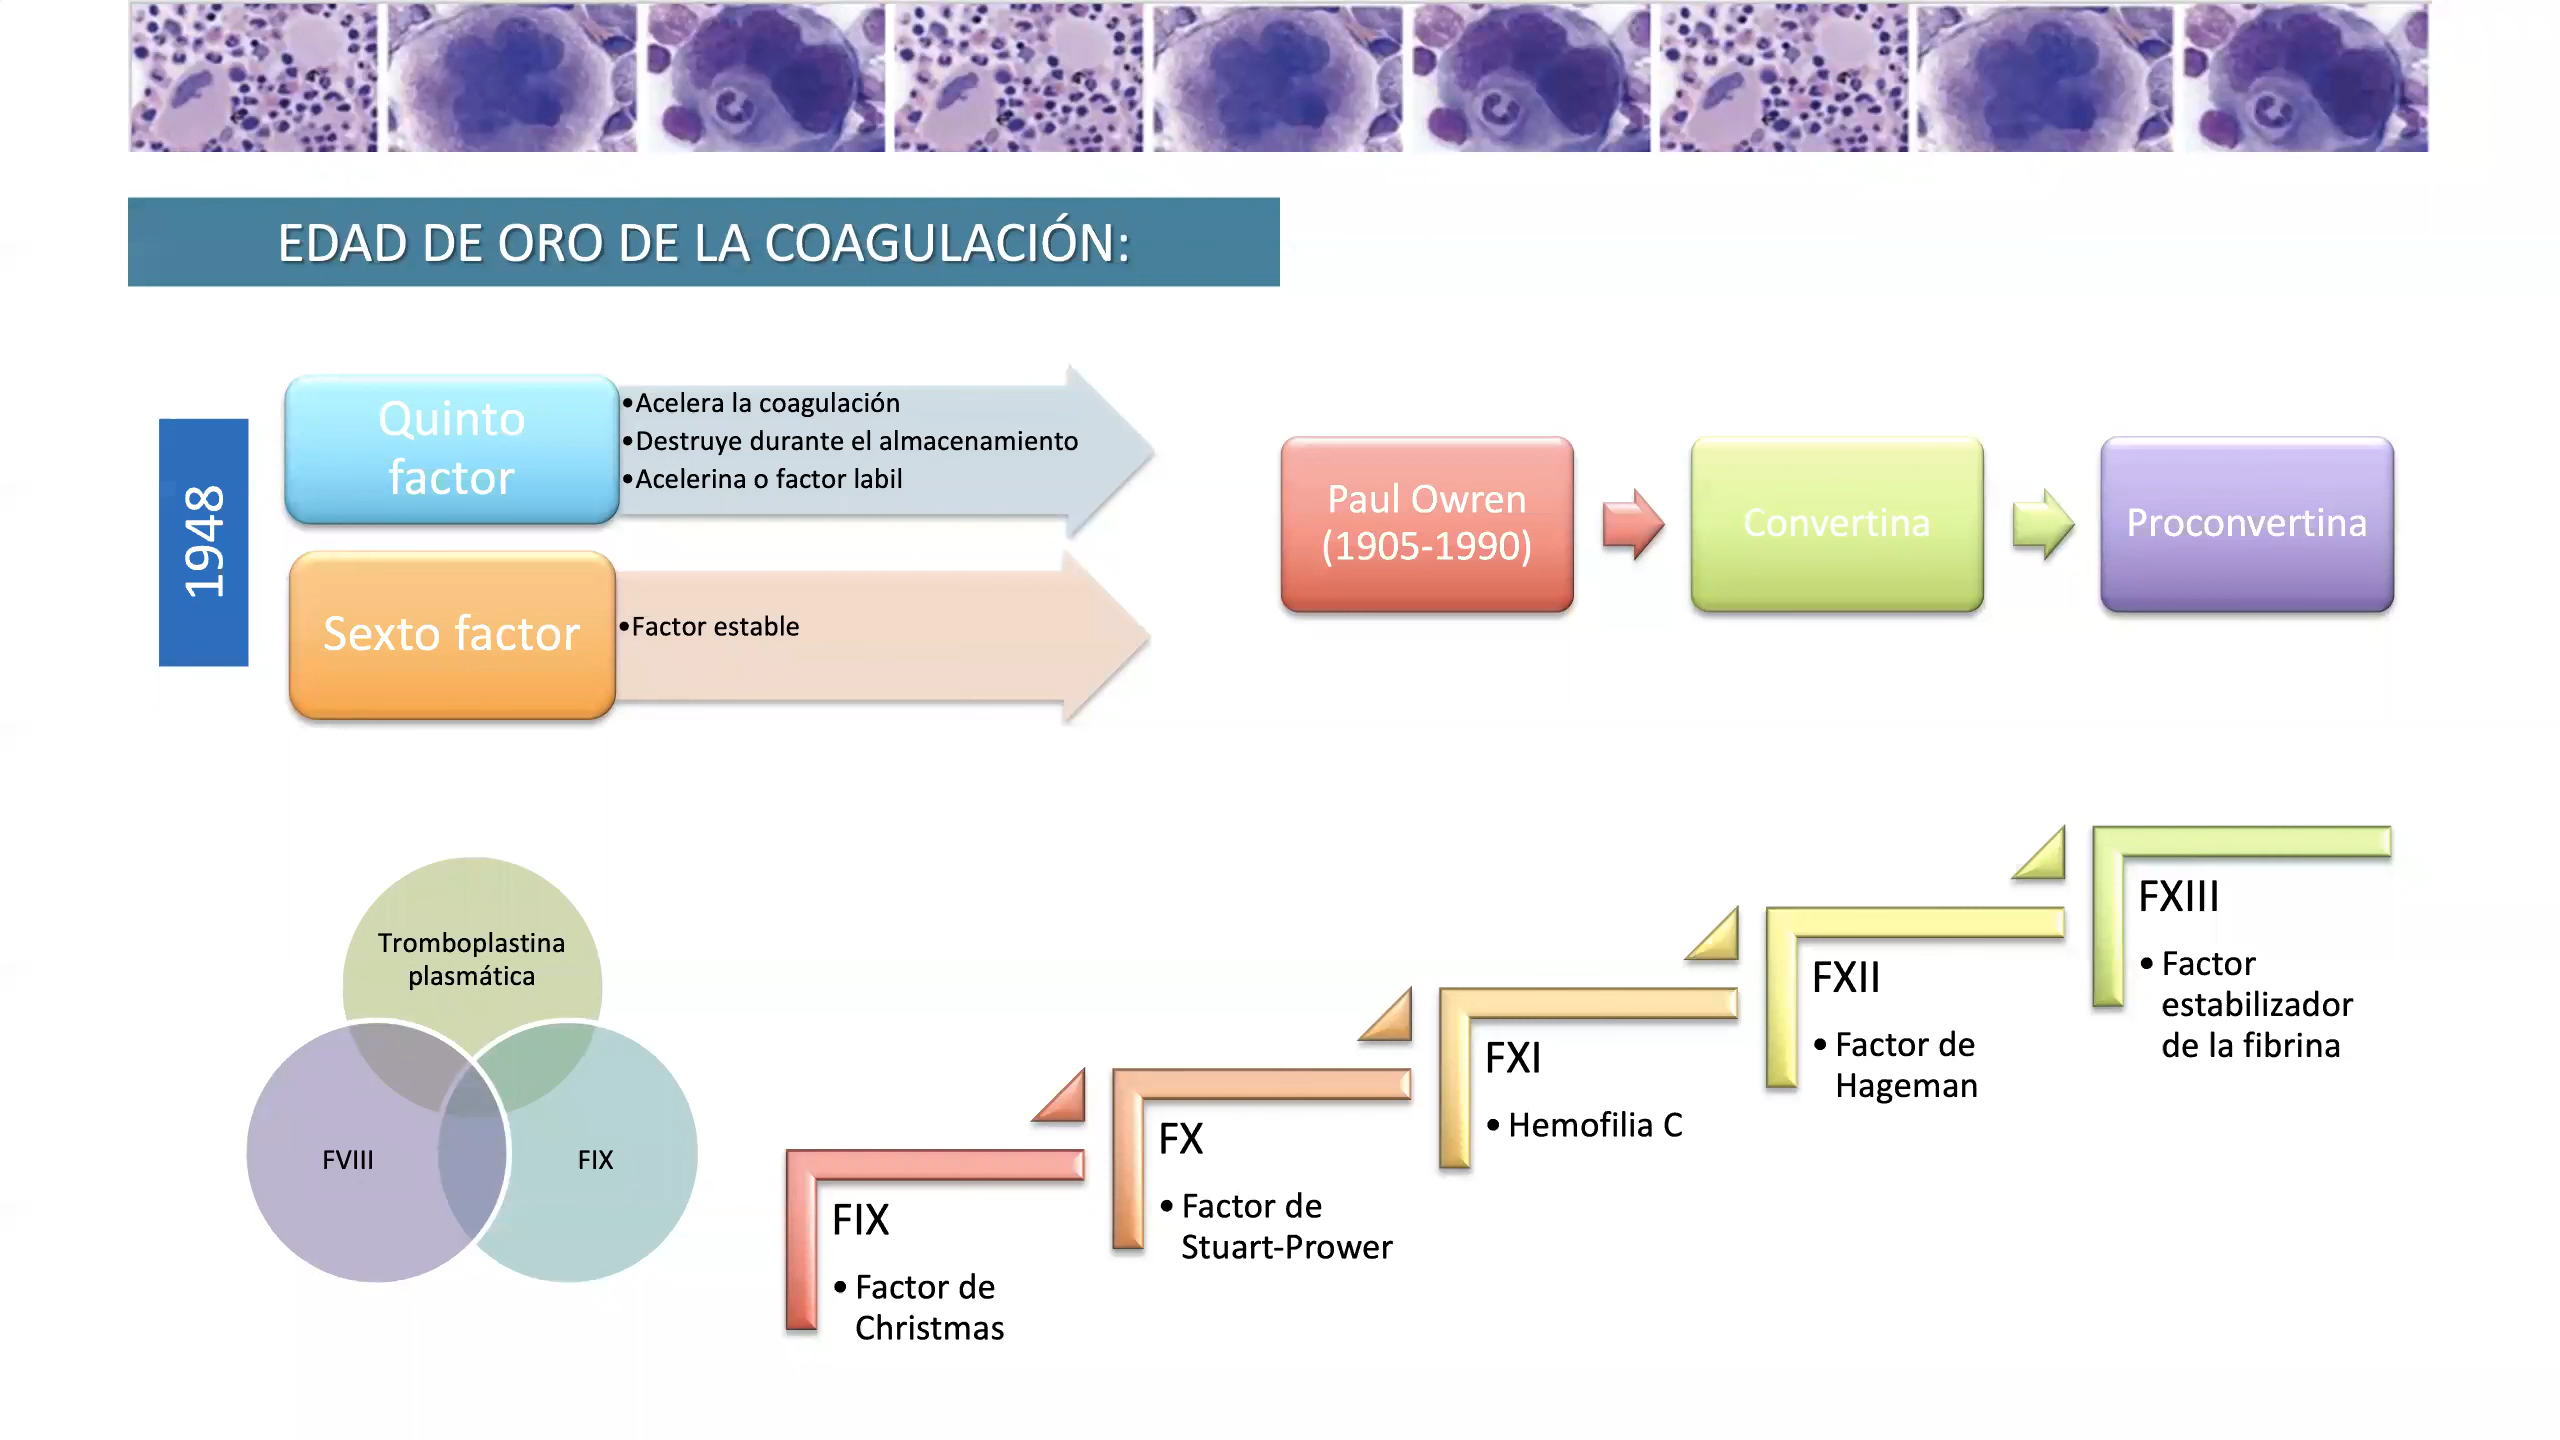 EDAD DE ORO DE LA COAGULACIÓN:
1948
Quinto
factor
•Acelera la coagulación
•Destruye durante el almacenamiento
•Acelerina o factor labil
Sexto factor
•Factor estable
Paul Owren
(1905-1990)
Convertina
Proconvertina
Tromboplastina
plasmática
FVIII
FIX
FIX
• Factor de
Christmas
FX
• Factor de
Stuart-Prower
FXI
• Hemofilia C
FXII
• Factor de
Hageman
FXIII
• Factor
estabilizador
de la fibrina